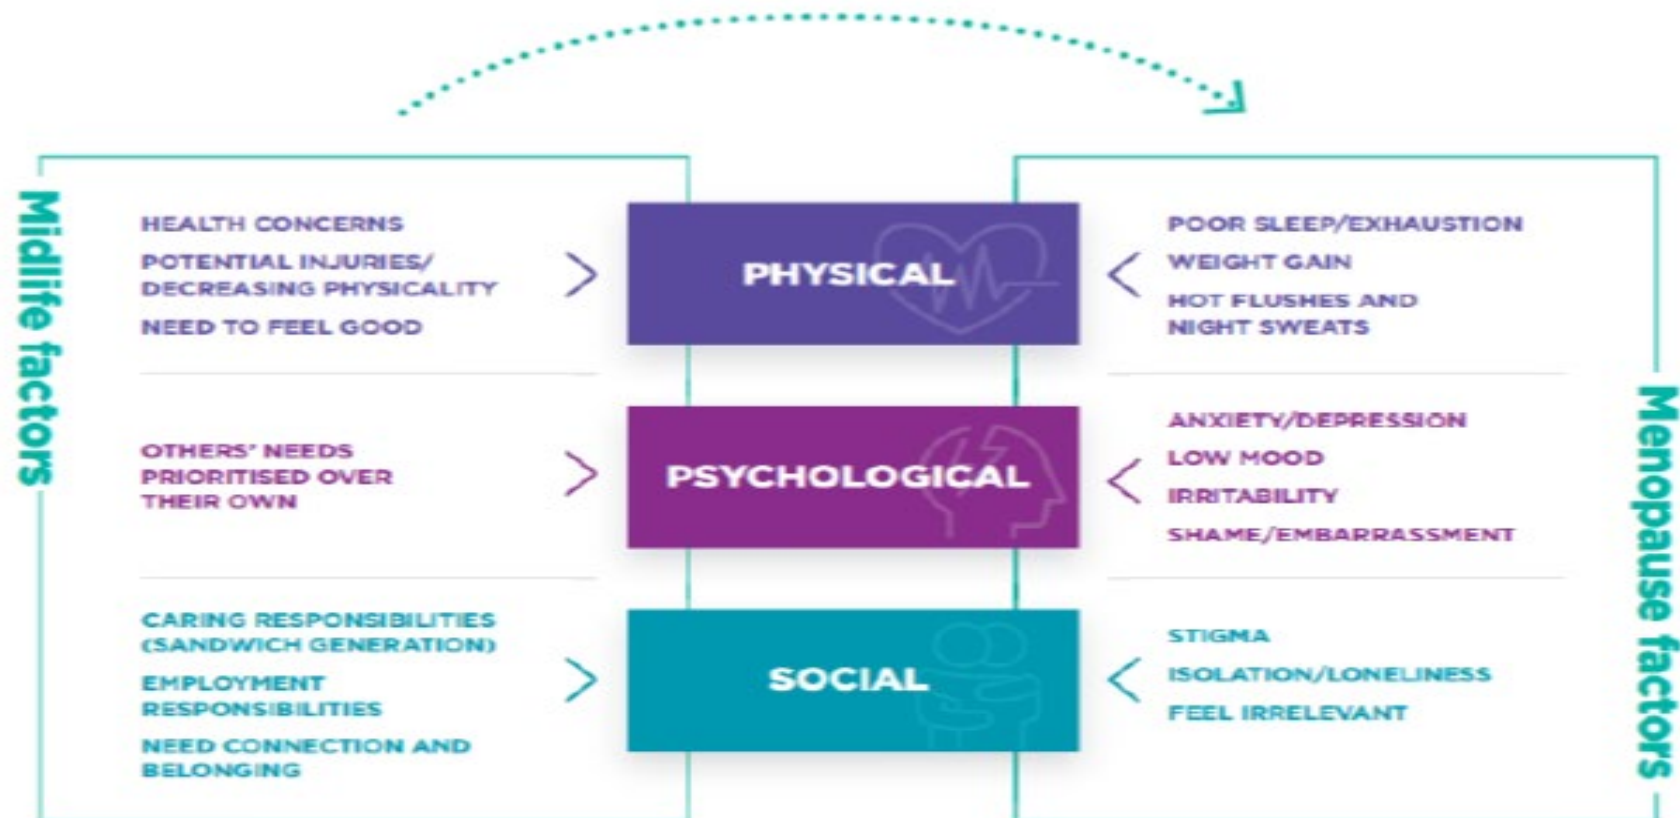 Midlife factors
HEALTH CONCERNS
POTENTIAL INJURIES/
DECREASING PHYSICALITY
NEED TO FEEL GOOD
PHYSICAL
POOR SLEEP/EXHAUSTION
WEIGHT GAIN
HOT FLUSHES AND
NIGHT SWEATS
OTHERS' NEEDS
PRIORITISED OVER
THEIR OWN
PSYCHOLOGICAL
ANXIETY/DEPRESSION
LOW MOOD
IRRITABILITY
SHAME/EMBARRASSMENT
CARING RESPONSIBILITIES
(SANDWICH GENERATION)
EMPLOYMENT
RESPONSIBILITIES
NEED CONNECTION AND
BELONGING
SOCIAL
STIGMA
ISOLATION/LONELINESS
FEEL IRRELEVANT
Menopause factors